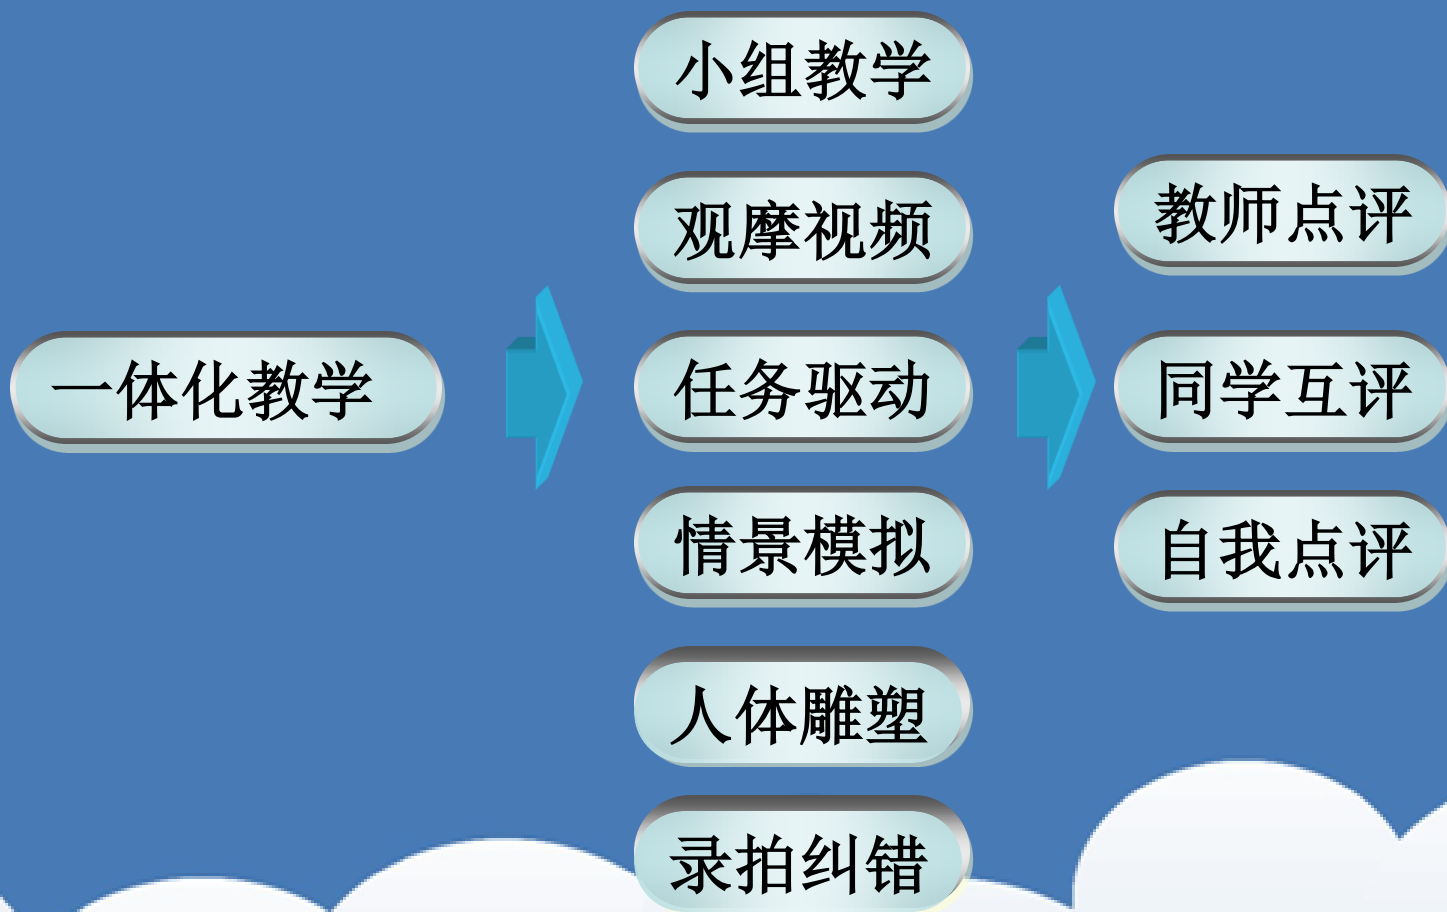 一体化教学
小组教学
观摩视频
任务驱动
情景模拟
人体雕塑
录拍纠错
教师点评
同学互评
自我点评